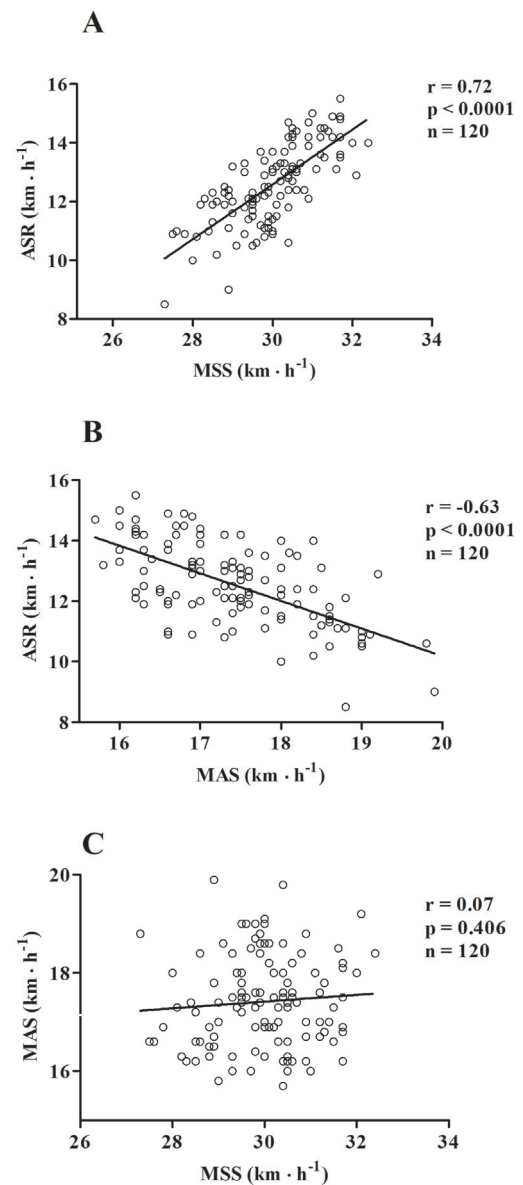 A
16
14
12
10
8
ASR (km · h-1)
26 28 30 32 34
MSS (km · h-1)
r = 0.72
p < 0.0001
n = 120
B
16
14
12
10
8
ASR (km · h-1)
16 17 18 19 20
MAS (km · h-1)
r = -0.63
p < 0.0001
n = 120
C
20
18
16
MAS (km · h-1)
26 28 30 32 34
MSS (km · h-1)
r = 0.07
p = 0.406
n = 120